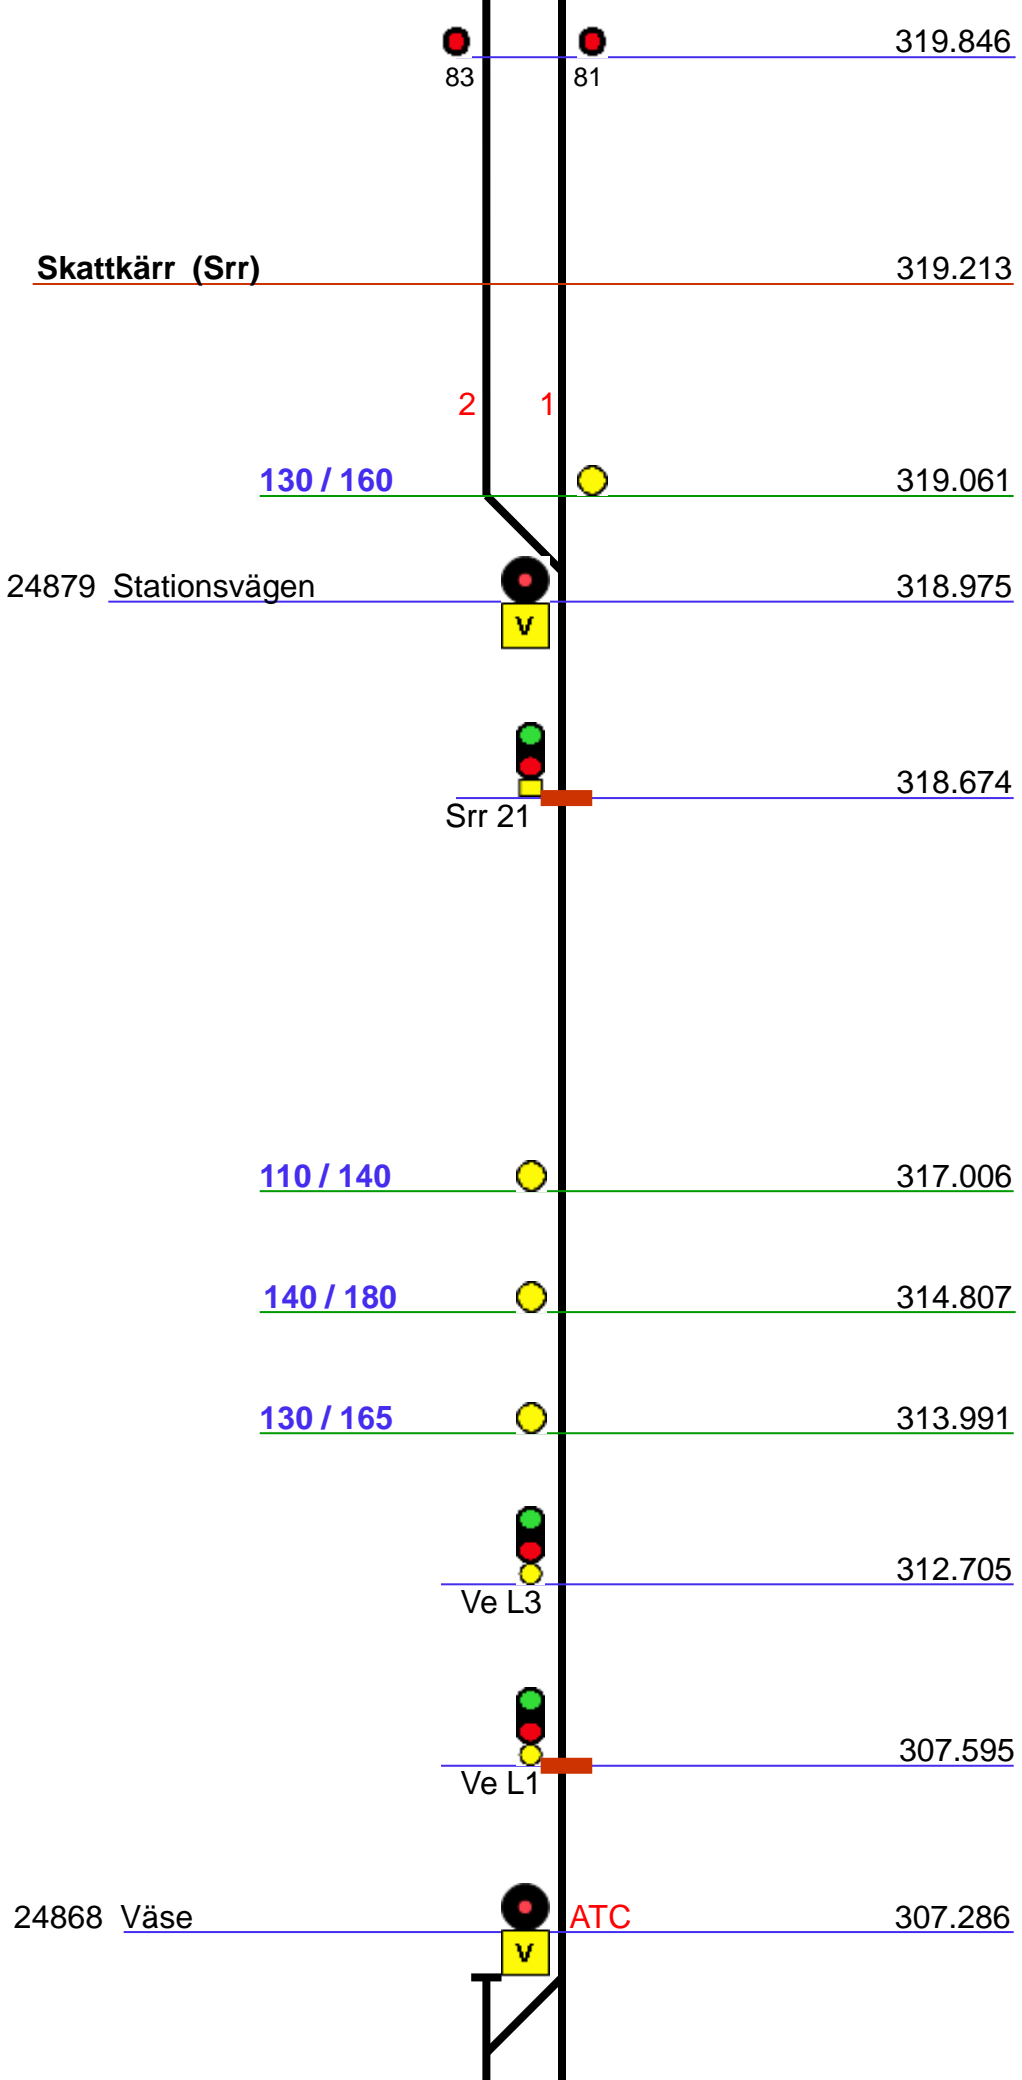 319.846
83 81
Skattkärr (Srr) 319.213
2 1
130 / 160 319.061
24879 Stationsvägen 318.975
V
318.674
Srr 21
110 / 140 317.006
140 / 180 314.807
130 / 165 313.991
312.705
Ve L3
307.595
Ve L1
24868 Väse ATC 307.286
V